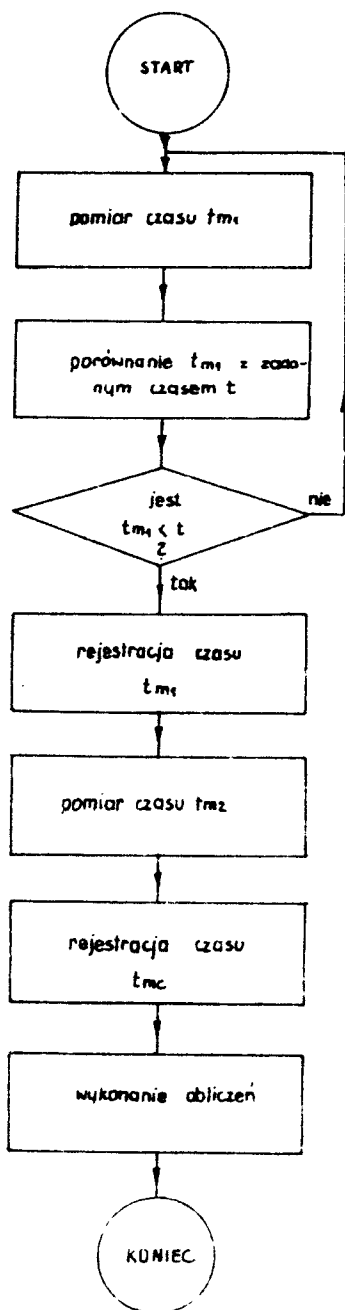 START
pomiar czasu tm₁
porównanie tm₁ z zada-
nym czasem t
jest
tm₁ < t
?
nie
tak
rejestracja czasu
tm₁
pomiar czasu tm2
rejestracja czasu
tmc
wykonanie obliczeń
KONIEC